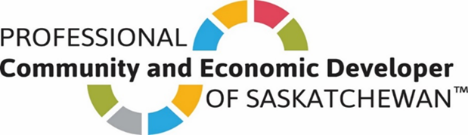 PROFESSIONAL
Community and Economic Developer
OF SASKATCHEWAN™